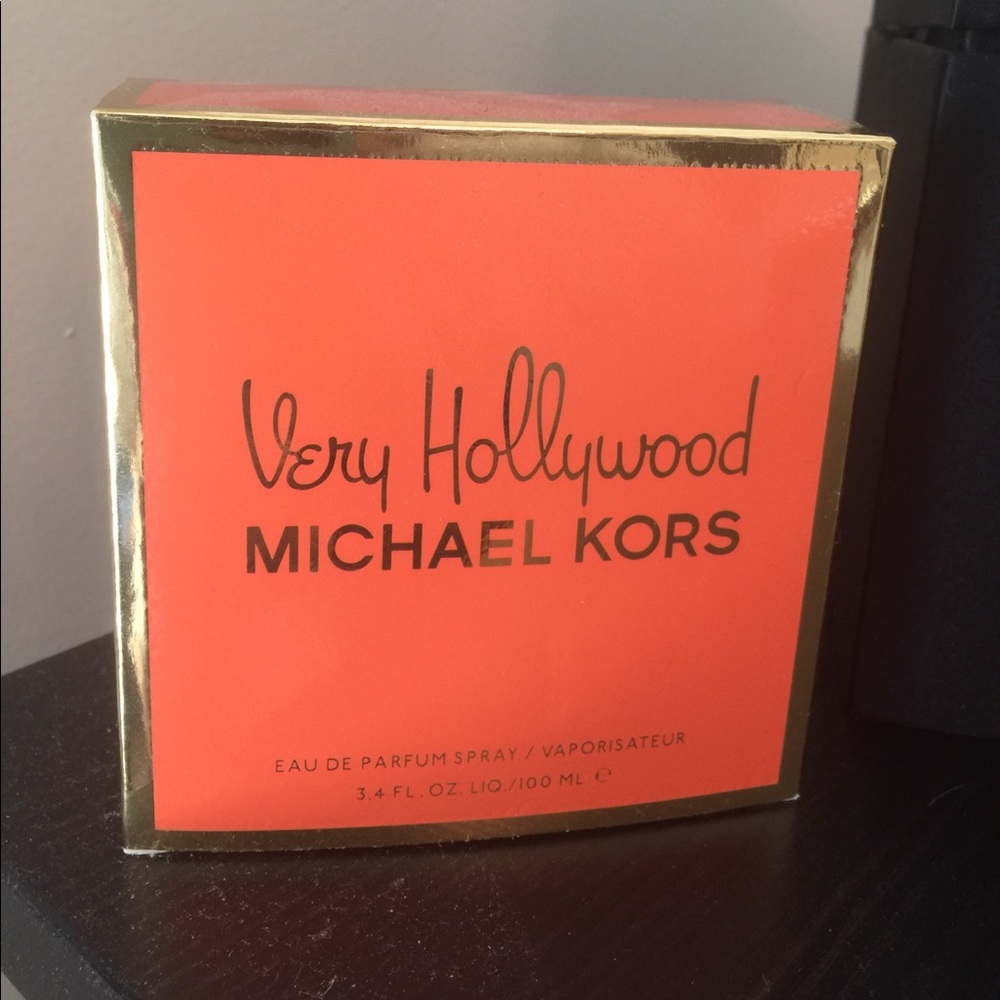 Very Hollywood
MICHAEL KORS
EAU DE PARFUM SPRAY / VAPORISATEUR
3.4 FL. OZ. LIQ./100 ML ℮